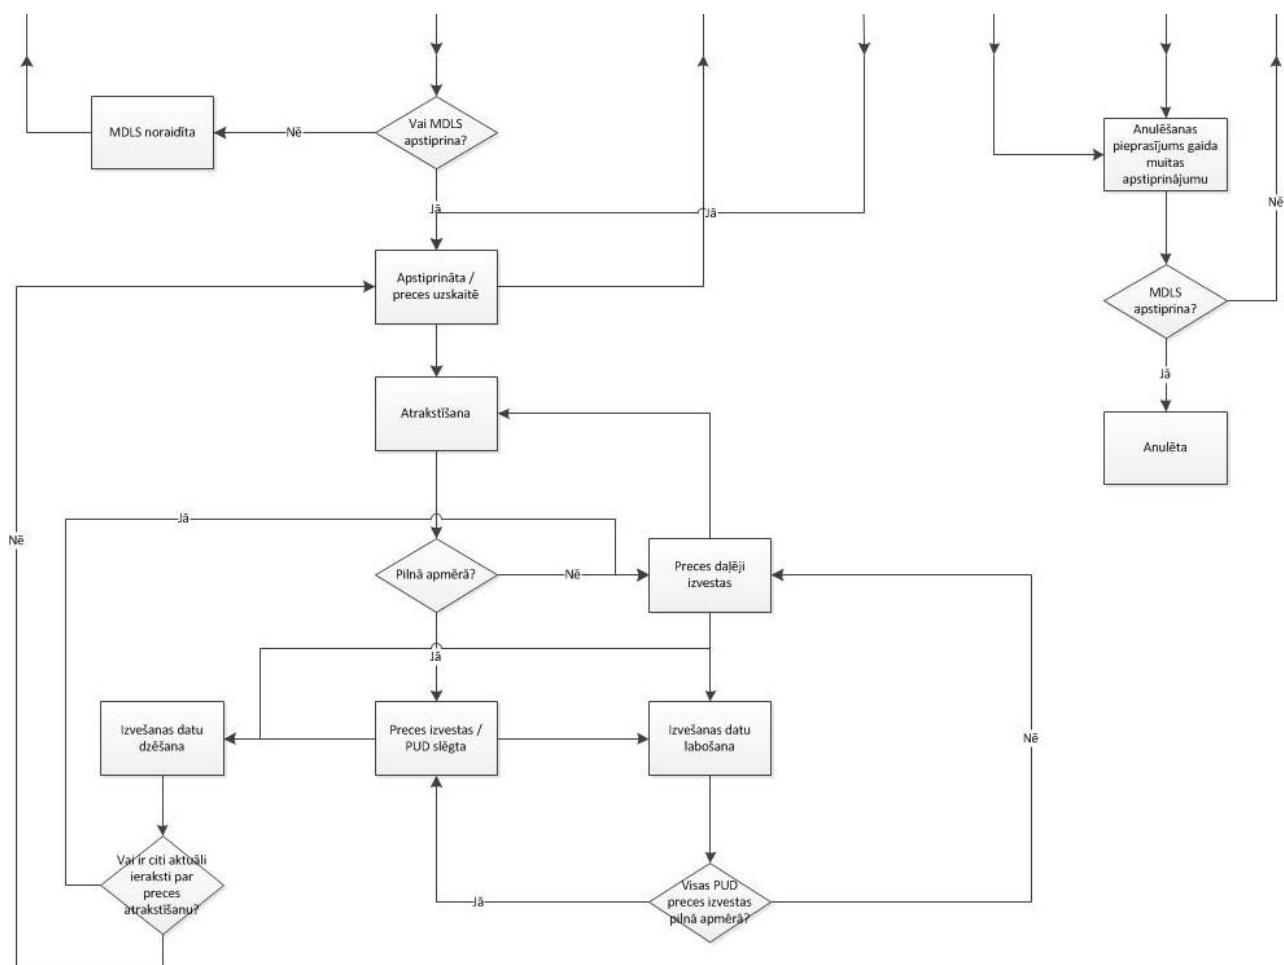 MDLS noraidīta
Nē
Vai MDLS
apstiprina?
Jā
Jā
Apstiprināta /
preces uzskaitē
Atrakstīšana
Jā
Nē
Pilnā apmērā?
Nē
Preces daļēji
izvestas
Jā
Izvešanas datu
dzēšana
Preces izvestas /
PUD slēgta
Izvešanas datu
labošana
Nē
Vai ir citi aktuāli
ieraksti par
preces
atrakstīšanu?
Jā
Visas PUD
preces izvestas
pilnā apmērā?
Anulēšanas
pieprasījums gaida
muitas
apstiprinājumu
Nē
MDLS
apstiprina?
Jā
Anulēta